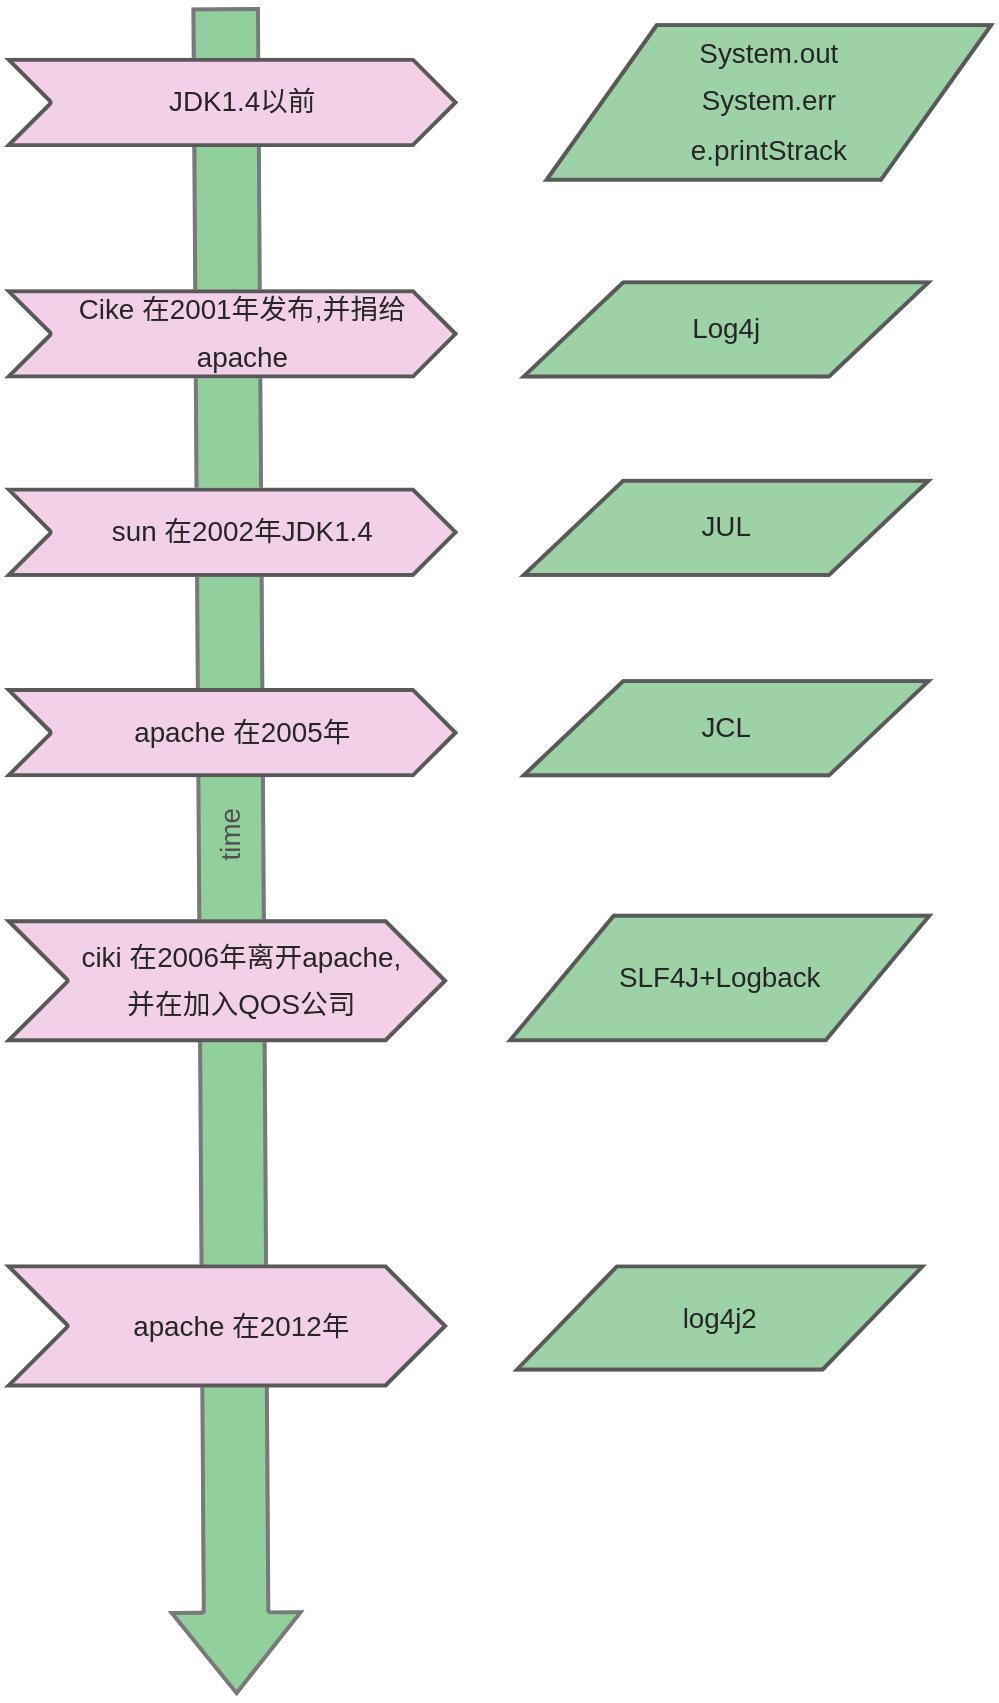 JDK1.4以前
System.out
System.err
e.printStrack
Cike 在2001年发布,并捐给
apache
Log4j
sun 在2002年JDK1.4
JUL
apache 在2005年
JCL
time
ciki 在2006年离开apache,
并在加入QOS公司
SLF4J+Logback
apache 在2012年
log4j2